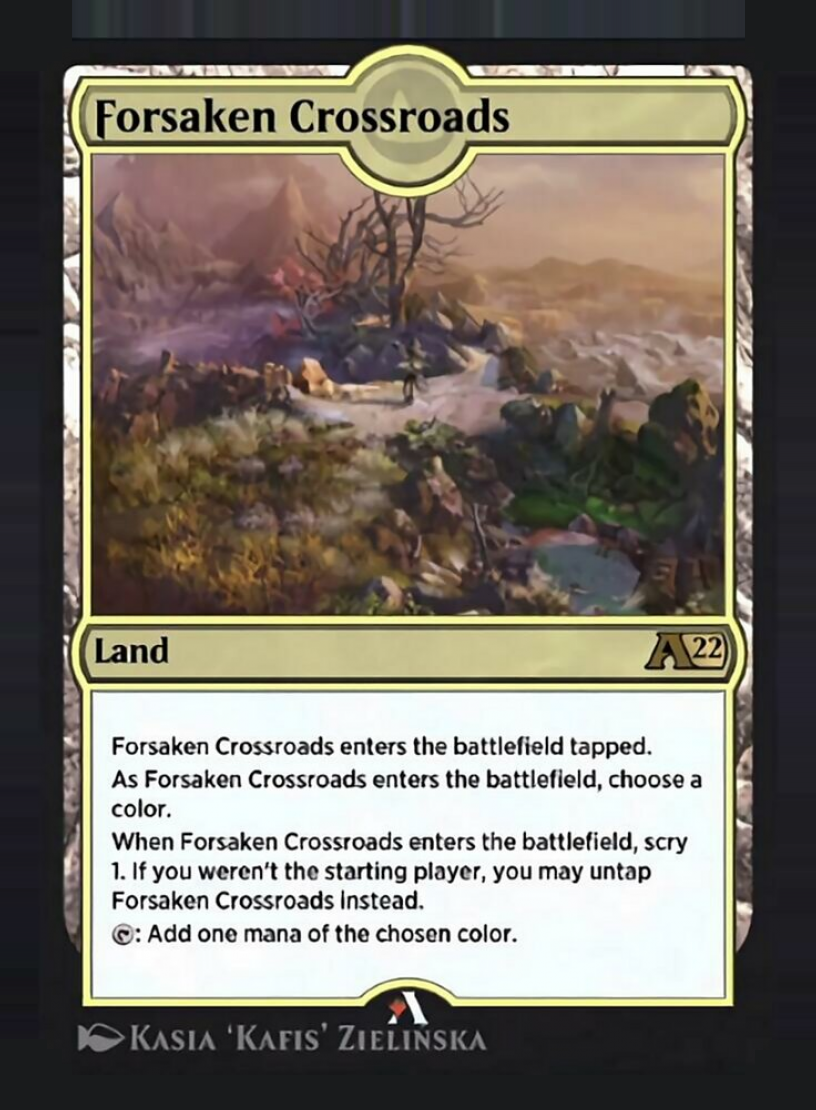 Forsaken Crossroads
Land
A22
Forsaken Crossroads enters the battlefield tapped.
As Forsaken Crossroads enters the battlefield, choose a
color.
When Forsaken Crossroads enters the battlefield, scry
1. If you weren't the starting player, you may untap
Forsaken Crossroads instead.
: Add one mana of the chosen color.
KASIA 'KAFIS' ZIELIŃSKA